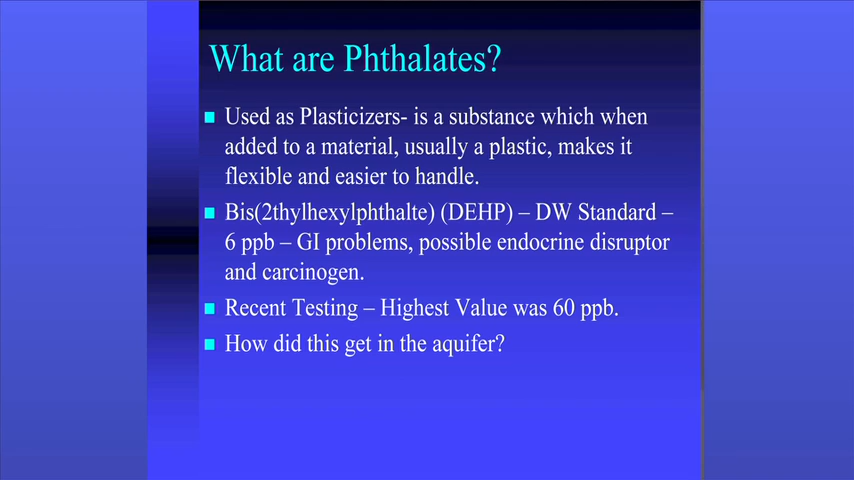 What are Phthalates?
Used as Plasticizers- is a substance which when
added to a material, usually a plastic, makes it
flexible and easier to handle.
Bis(2thylhexylphthalte) (DEHP) – DW Standard –
6 ppb – GI problems, possible endocrine disruptor
and carcinogen.
Recent Testing – Highest Value was 60 ppb.
How did this get in the aquifer?